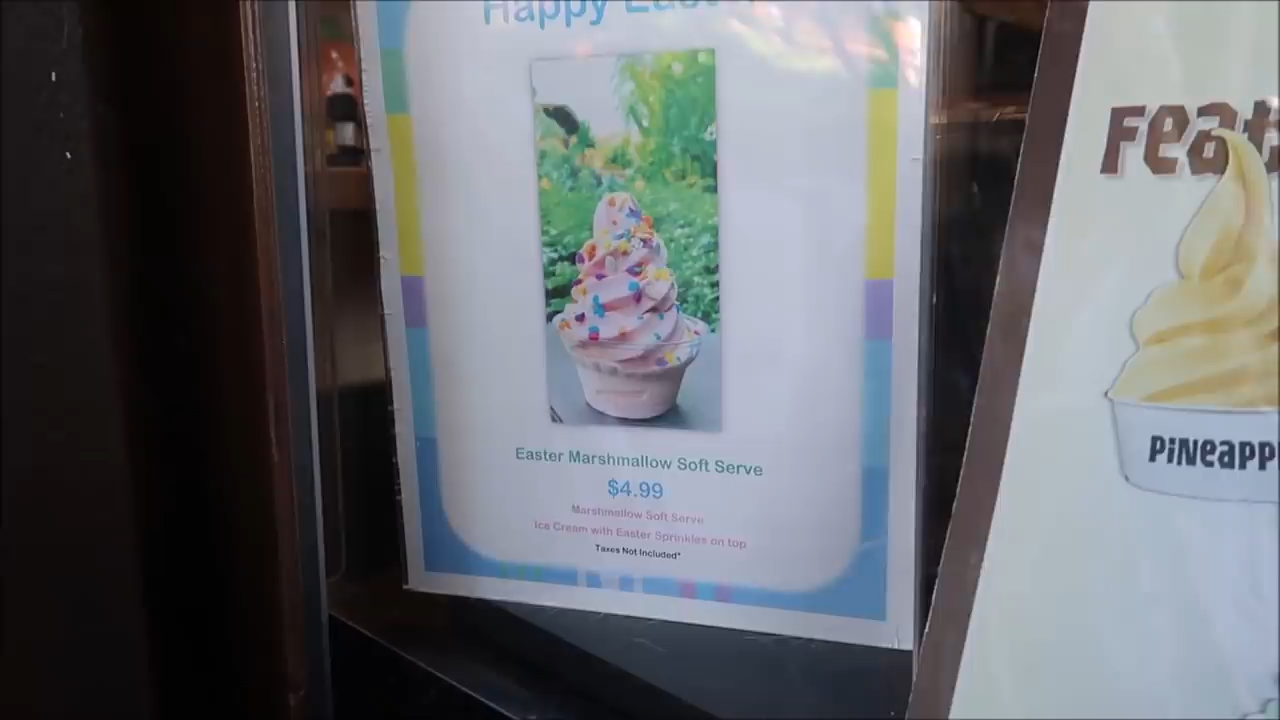 Happy
Easter Marshmallow Soft Serve
$4.99
Marshmallow Soft Serve
Ice Cream with Easter Sprinkles on top
Taxes Not Included*
Feat
PiNeapp